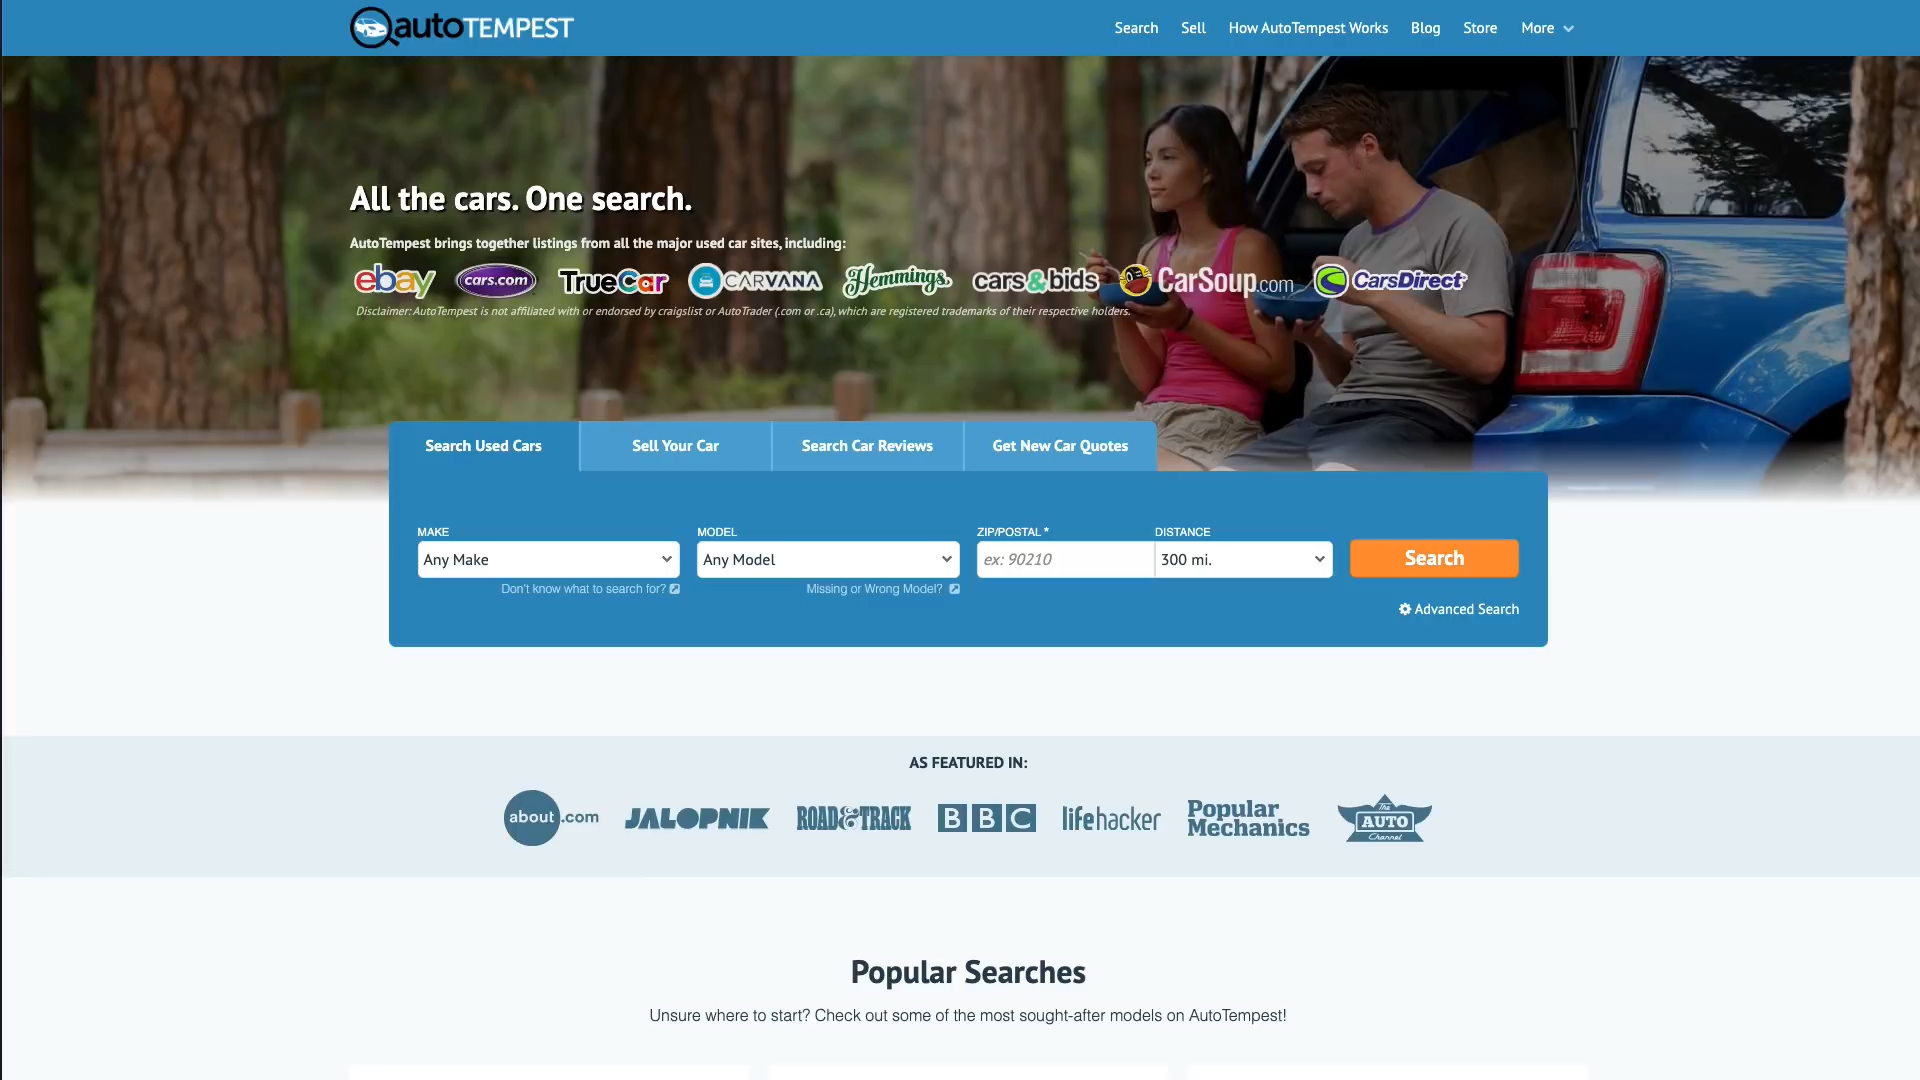 autoTEMPEST
Search Sell How AutoTempest Works Blog Store More
All the cars. One search.
AutoTempest brings together listings from all the major used car sites, including:
ebay cars.com TrueCar CARVANA Hemmings cars&bids CarSoup.com CarsDirect
Disclaimer: AutoTempest is not affiliated with or endorsed by craigslist or AutoTrader (.com or .ca), which are registered trademarks of their respective holders.
Search Used Cars Sell Your Car Search Car Reviews Get New Car Quotes
MAKE MODEL ZIP/POSTAL * DISTANCE
Any Make Any Model ex: 90210 300 mi. Search
Don't know what to search for? Missing or Wrong Model?
Advanced Search
AS FEATURED IN:
about.com JALOPNIK ROAD&TRACK BBC lifehacker Popular Mechanics The AUTO Channel
Popular Searches
Unsure where to start? Check out some of the most sought-after models on AutoTempest!